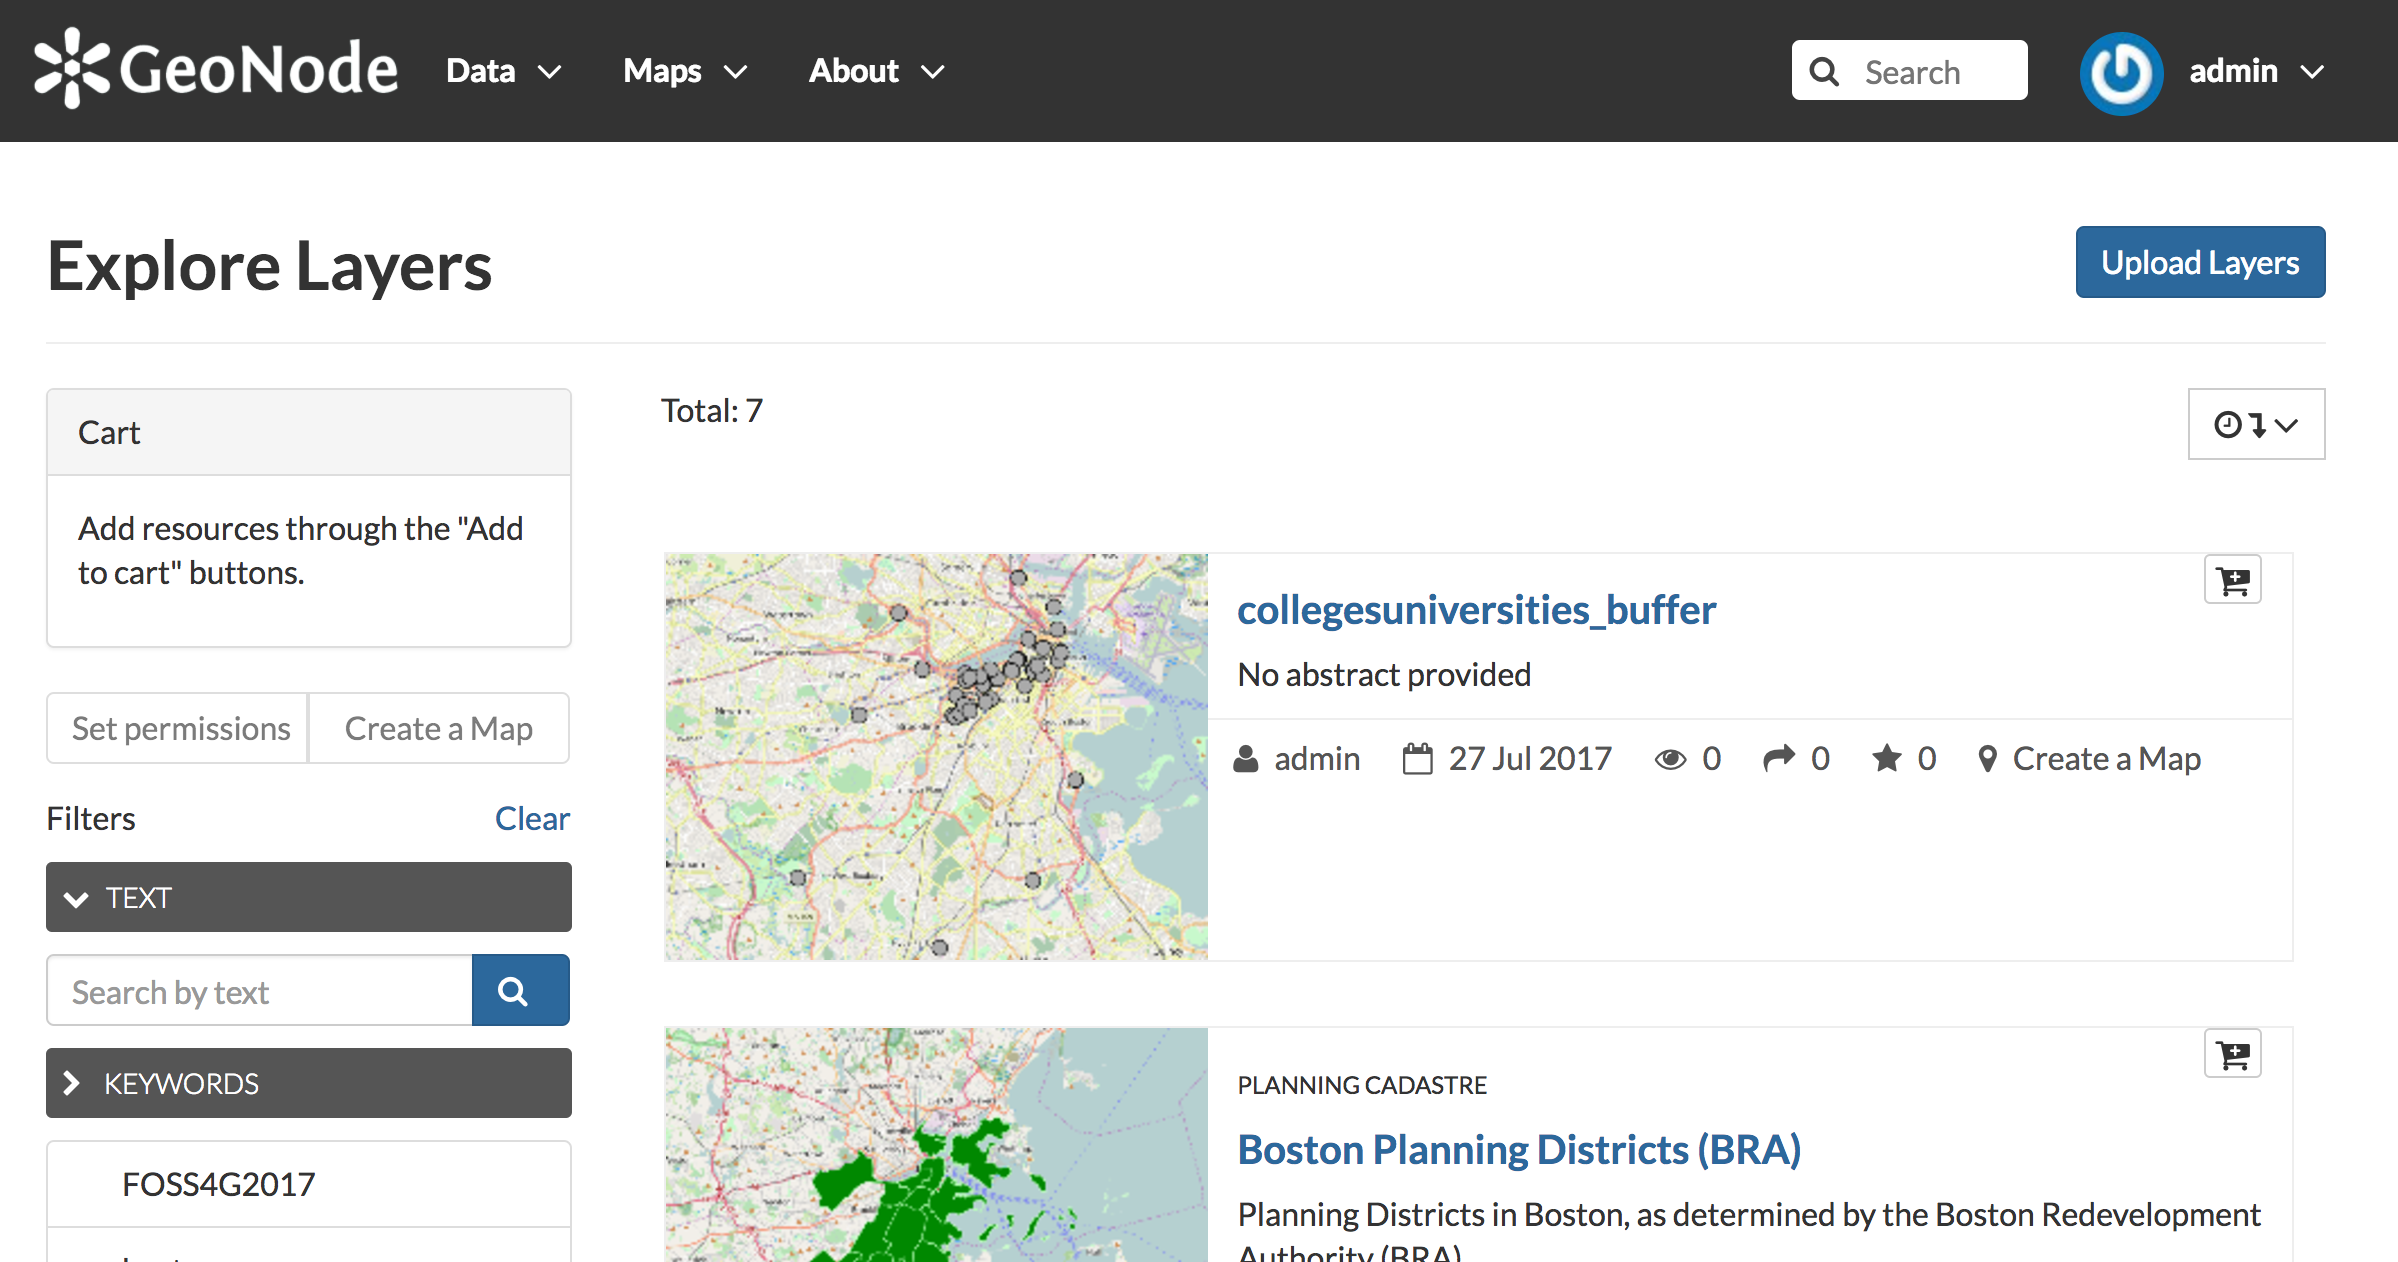 GeoNode
Data
Maps
About
Search
admin
Explore Layers
Upload Layers
Cart
Add resources through the "Add
to cart" buttons.
Set permissions
Create a Map
Filters
Clear
TEXT
Search by text
KEYWORDS
FOSS4G2017
Total: 7
collegesuniversities_buffer
No abstract provided
admin 27 Jul 2017 0 0 0 Create a Map
PLANNING CADASTRE
Boston Planning Districts (BRA)
Planning Districts in Boston, as determined by the Boston Redevelopment
Authority (BRA)